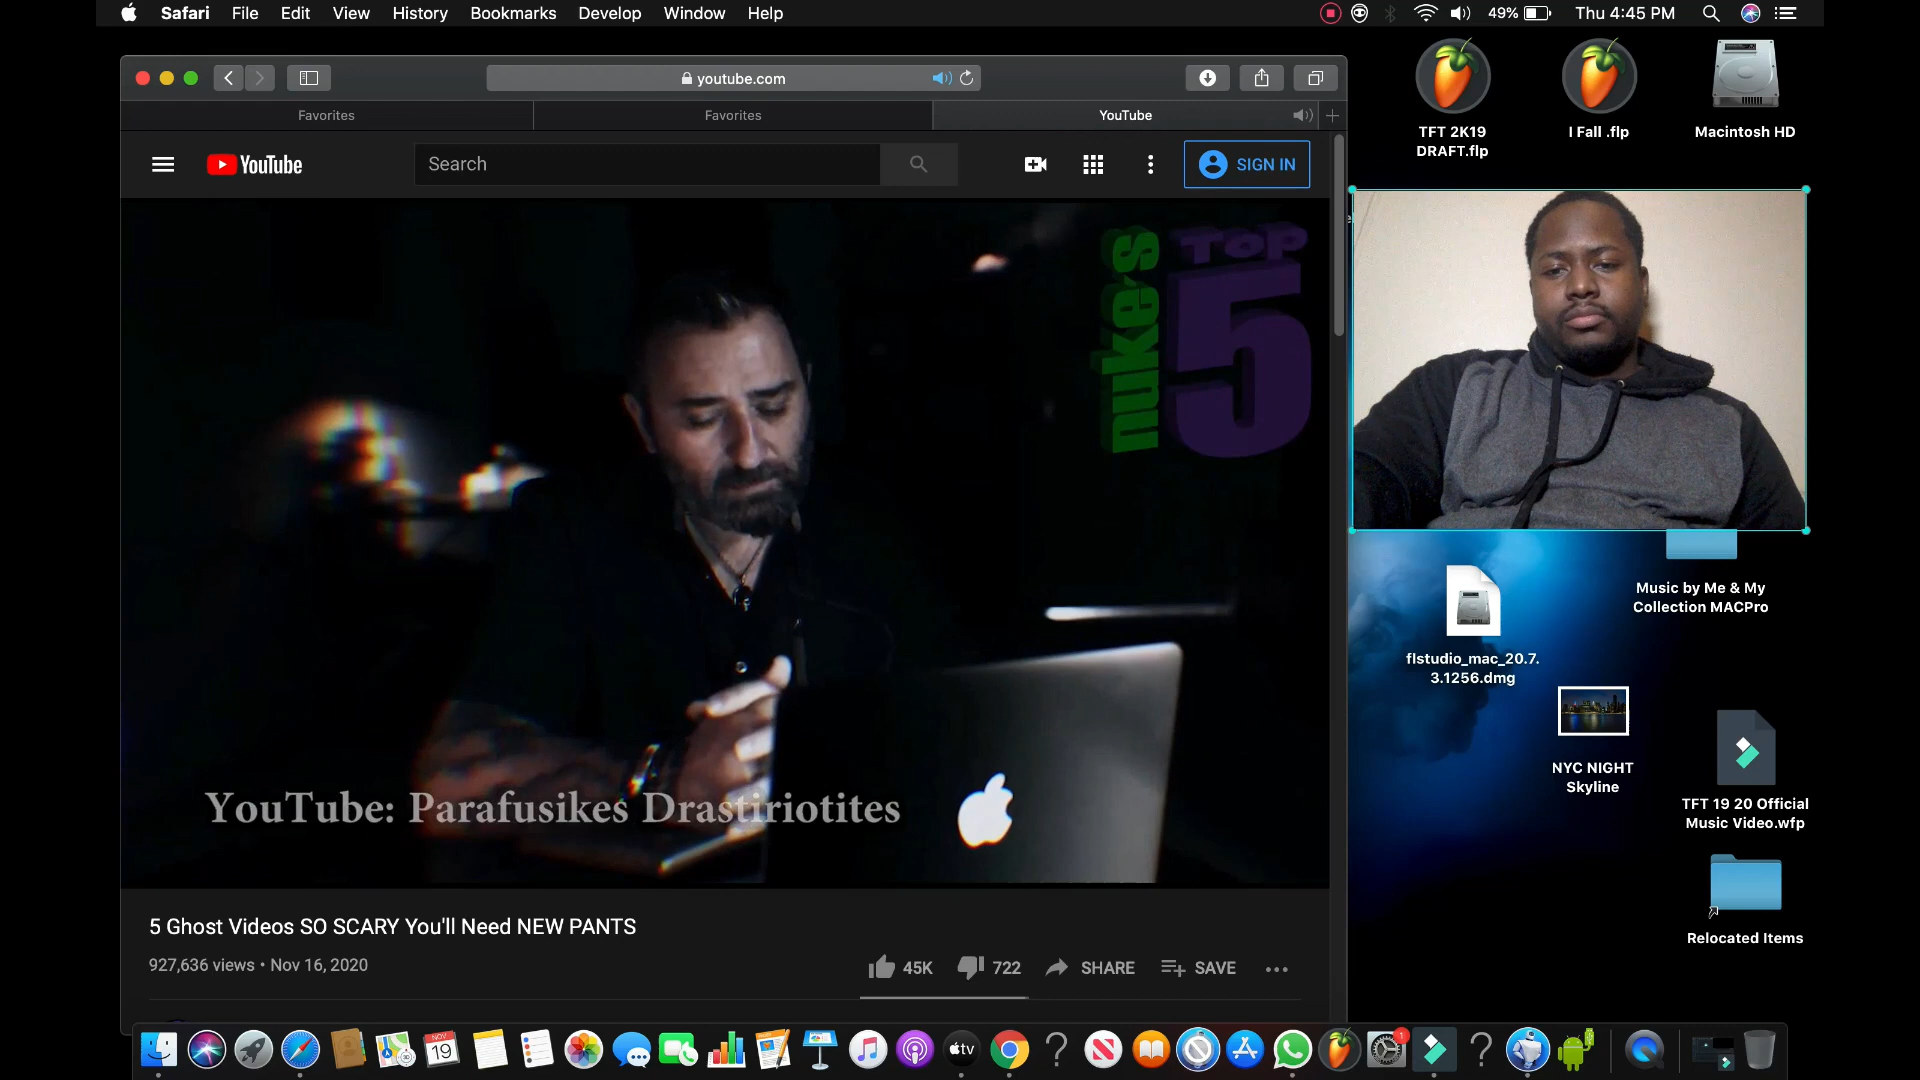 Safari File Edit View History Bookmarks Develop Window Help
49% Thu 4:45 PM
youtube.com
Favorites Favorites YouTube
YouTube Search SIGN IN
nuke's TOP 5
YouTube: Parafusikes Drastiriotites
5 Ghost Videos SO SCARY You'll Need NEW PANTS
927,636 views • Nov 16, 2020
45K 722 SHARE SAVE
TFT 2K19
DRAFT.flp
I Fall .flp
Macintosh HD
Music by Me & My
Collection MACPro
flstudio_mac_20.7.
3.1256.dmg
NYC NIGHT
Skyline
TFT 19 20 Official
Music Video.wfp
Relocated Items
NOV
19
tv
1